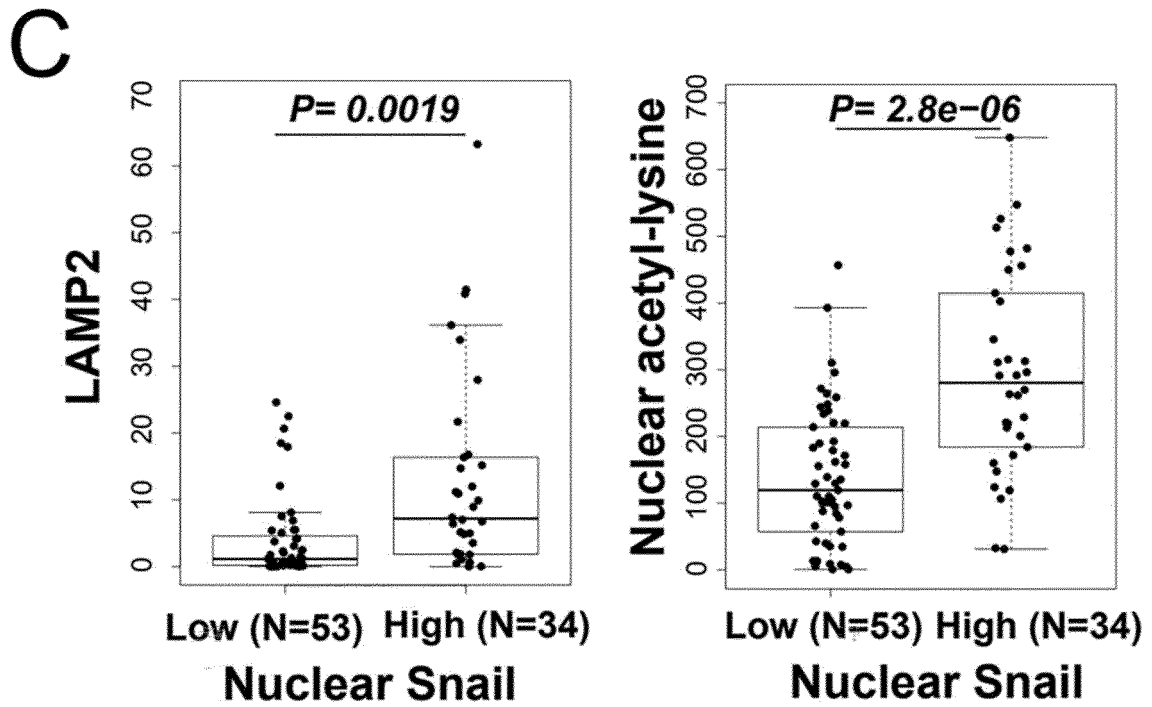 C
P= 0.0019
LAMP2
70
60
50
40
30
20
10
0
Low (N=53) High (N=34)
Nuclear Snail
P= 2.8e−06
Nuclear acetyl-lysine
700
600
500
400
300
200
100
0
Low (N=53) High (N=34)
Nuclear Snail